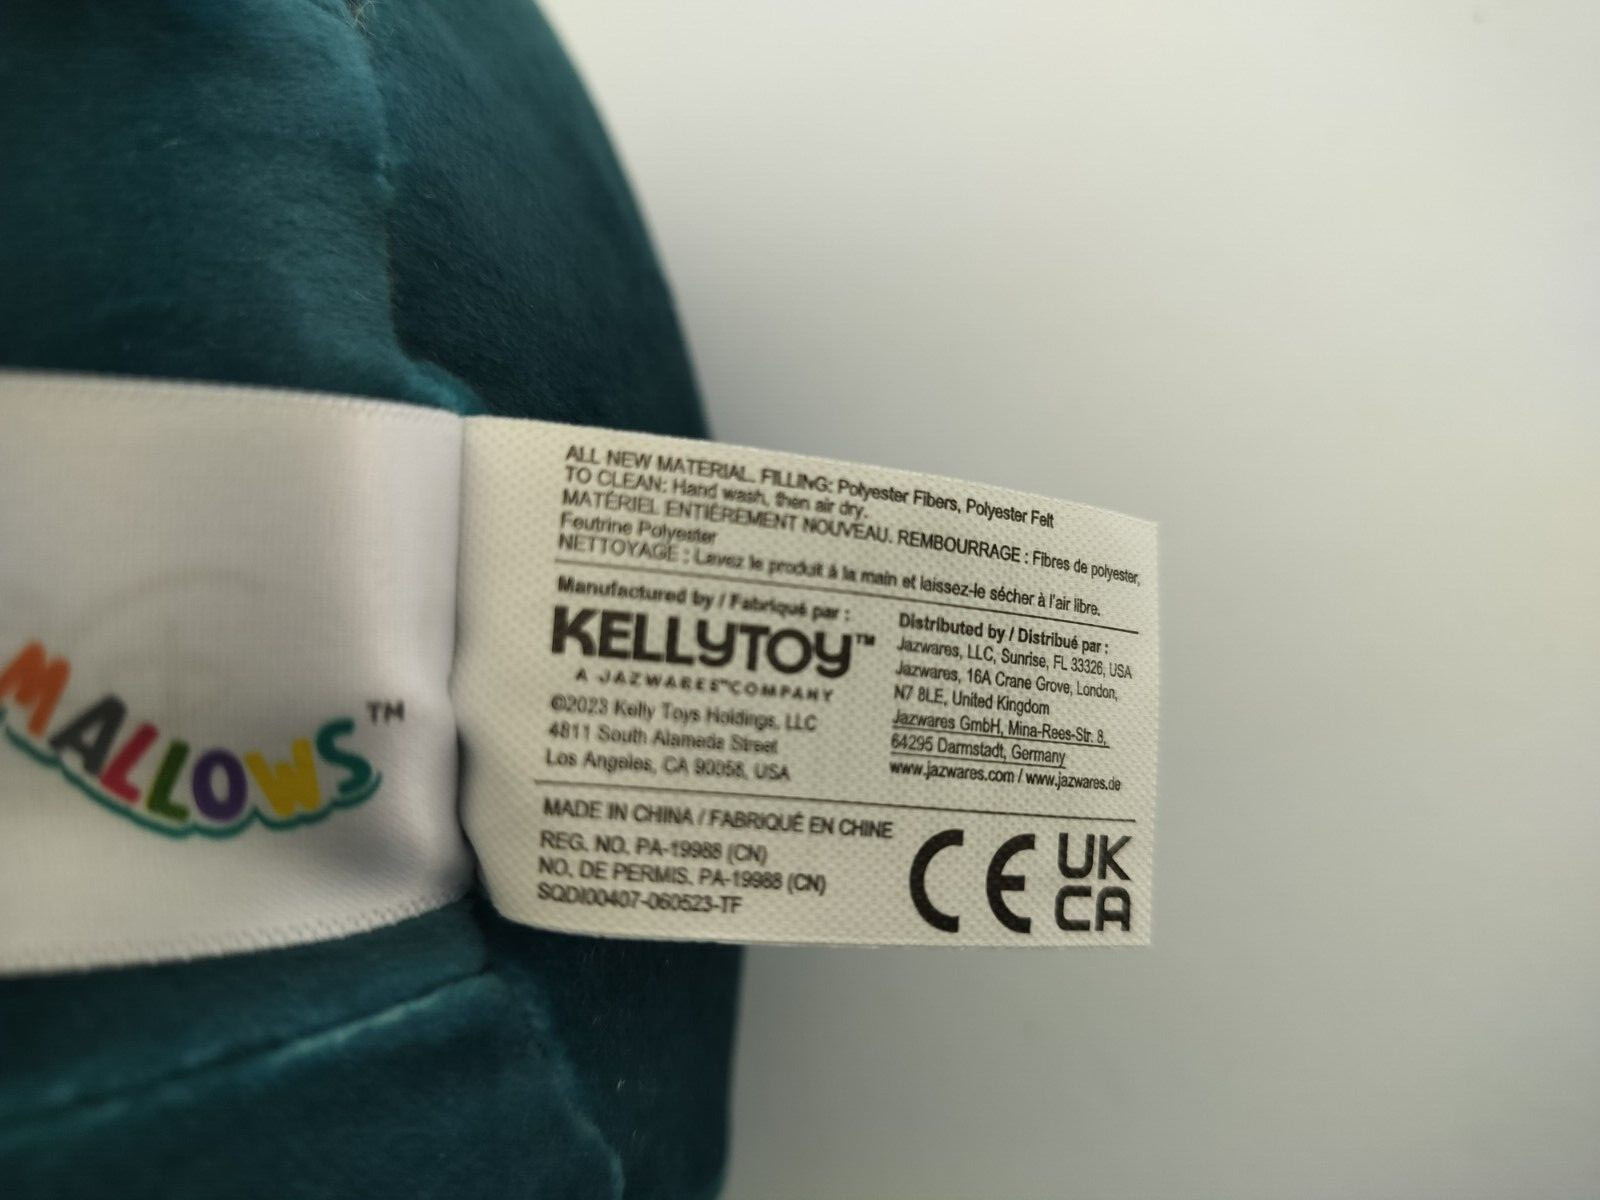 MALLOWS™
ALL NEW MATERIAL. FILLING: Polyester Fibers, Polyester Felt
TO CLEAN: Hand wash, then air dry.
MATÉRIEL ENTIÈREMENT NOUVEAU. REMBOURRAGE : Fibres de polyester,
Feutrine Polyester
NETTOYAGE : Lavez le produit à la main et laissez-le sécher à l'air libre.
Manufactured by / Fabriqué par :
KELLYTOY™
A JAZWARES™ COMPANY
©2023 Kelly Toys Holdings, LLC
4811 South Alameda Street
Los Angeles, CA 90058, USA
Distributed by / Distribué par :
Jazwares, LLC, Sunrise, FL 33326, USA
Jazwares, 16A Crane Grove, London,
N7 8LE, United Kingdom
Jazwares GmbH, Mina-Rees-Str. 8,
64295 Darmstadt, Germany
www.jazwares.com / www.jazwares.de
MADE IN CHINA / FABRIQUÉ EN CHINE
REG. NO. PA-19988 (CN)
NO. DE PERMIS. PA-19988 (CN)
SQDI00407-060523-TF
CE
UK
CA